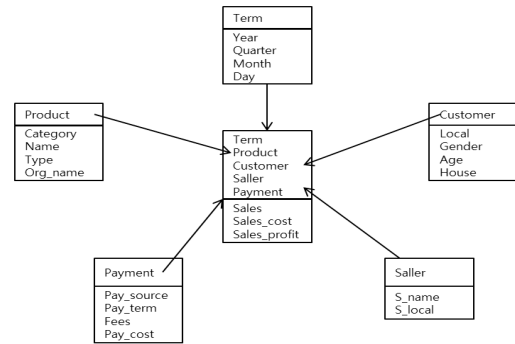 Term
Year
Quarter
Month
Day
Product
Category
Name
Type
Org_name
Term
Product
Customer
Saller
Payment
Sales
Sales_cost
Sales_profit
Customer
Local
Gender
Age
House
Payment
Pay_source
Pay_term
Fees
Pay_cost
Saller
S_name
S_local